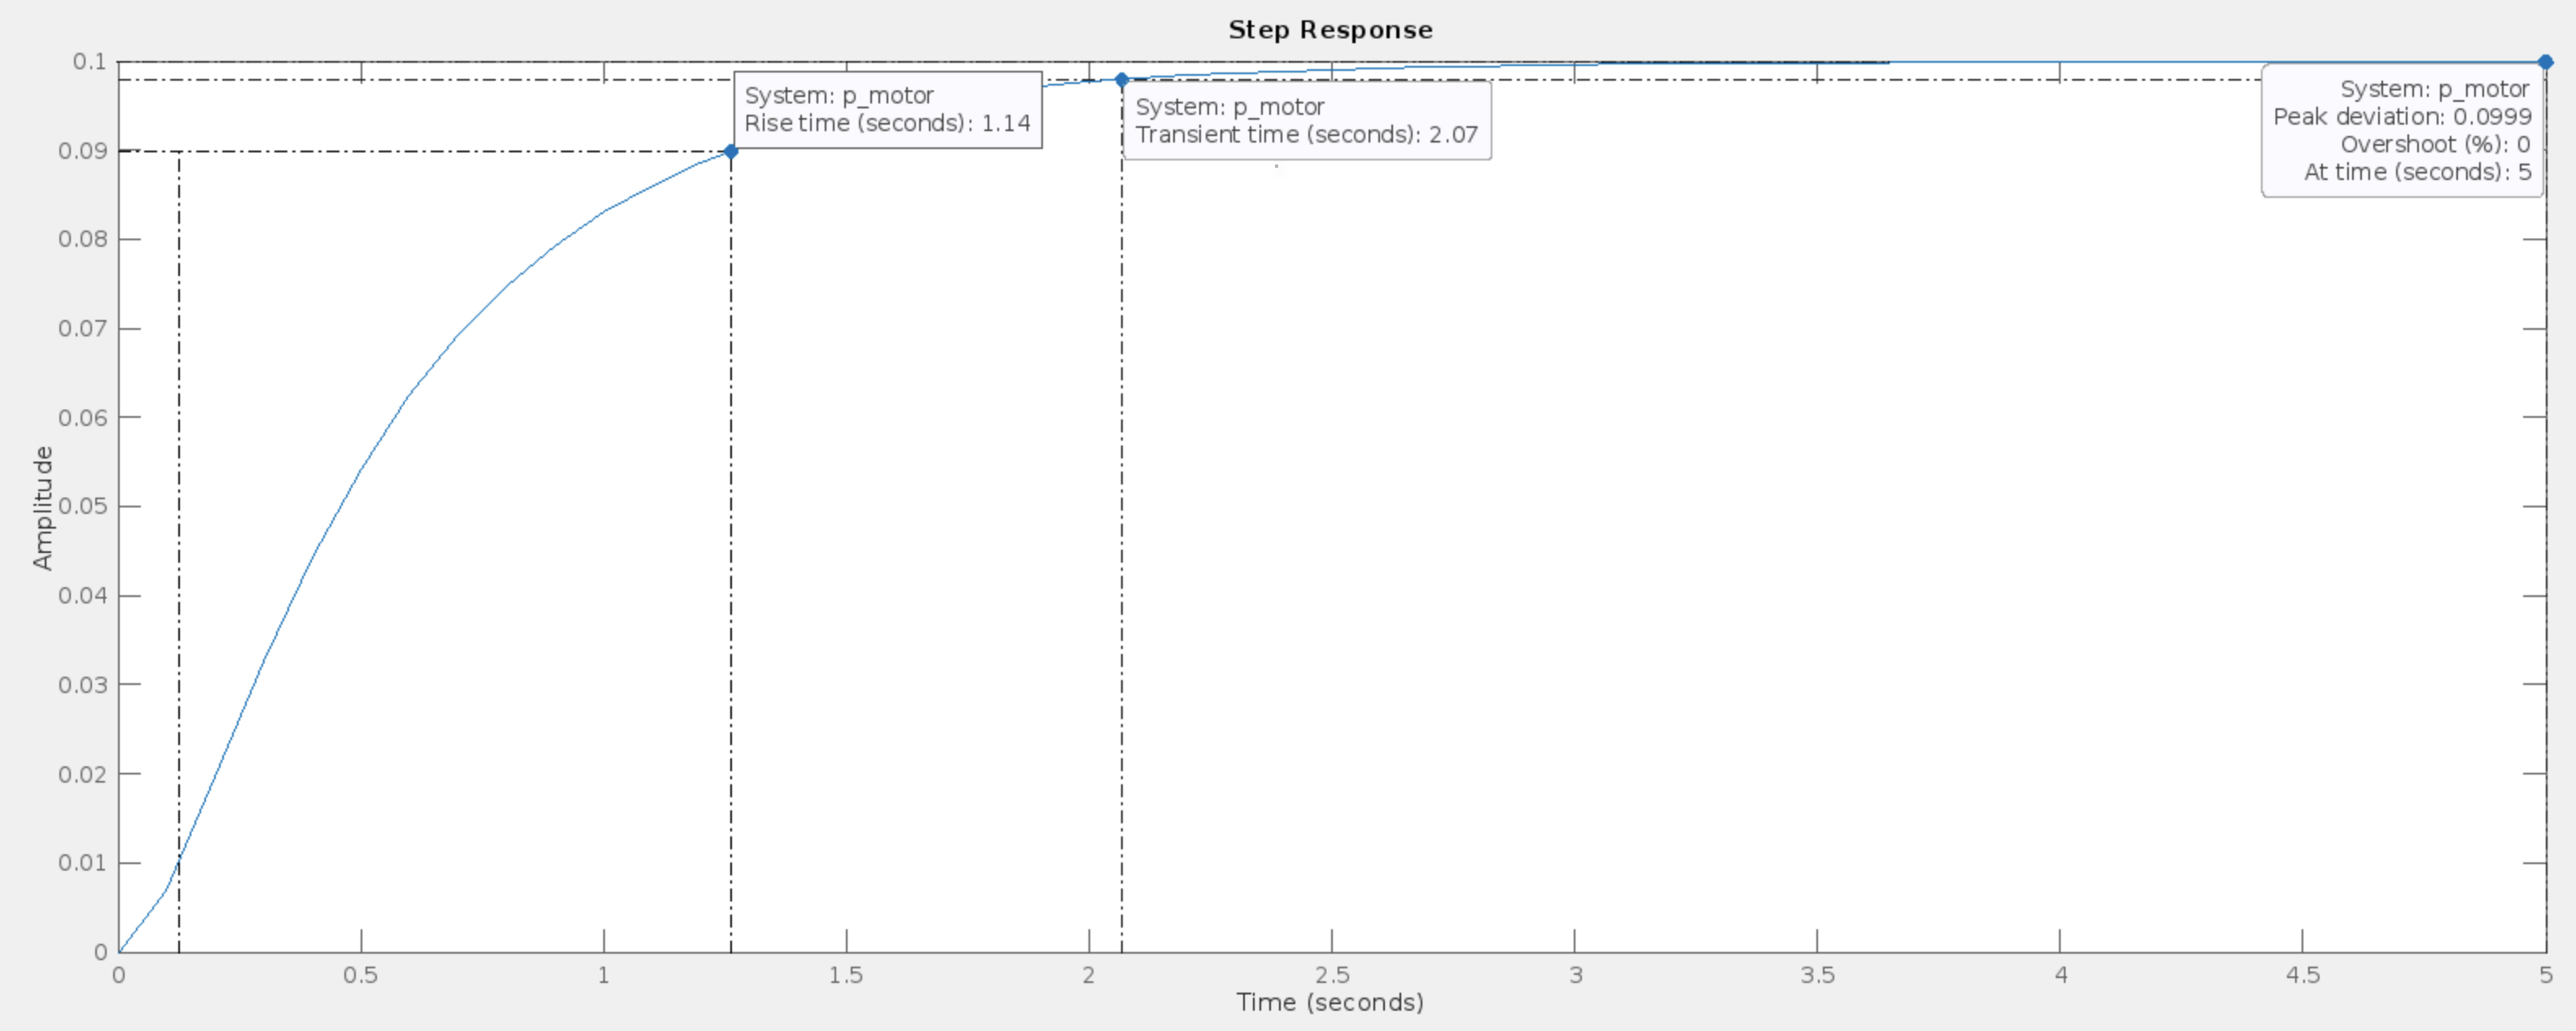 Step Response
0.1
0.09
0.08
0.07
0.06
0.05
0.04
0.03
0.02
0.01
0
Amplitude
System: p_motor
Rise time (seconds): 1.14
System: p_motor
Transient time (seconds): 2.07
System: p_motor
Peak deviation: 0.0999
Overshoot (%): 0
At time (seconds): 5
0 0.5 1 1.5 2 2.5 3 3.5 4 4.5 5
Time (seconds)